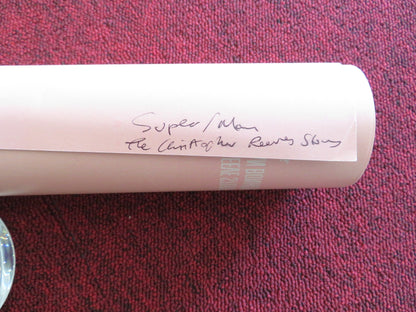 Super/Man
The Christopher Reeves Story